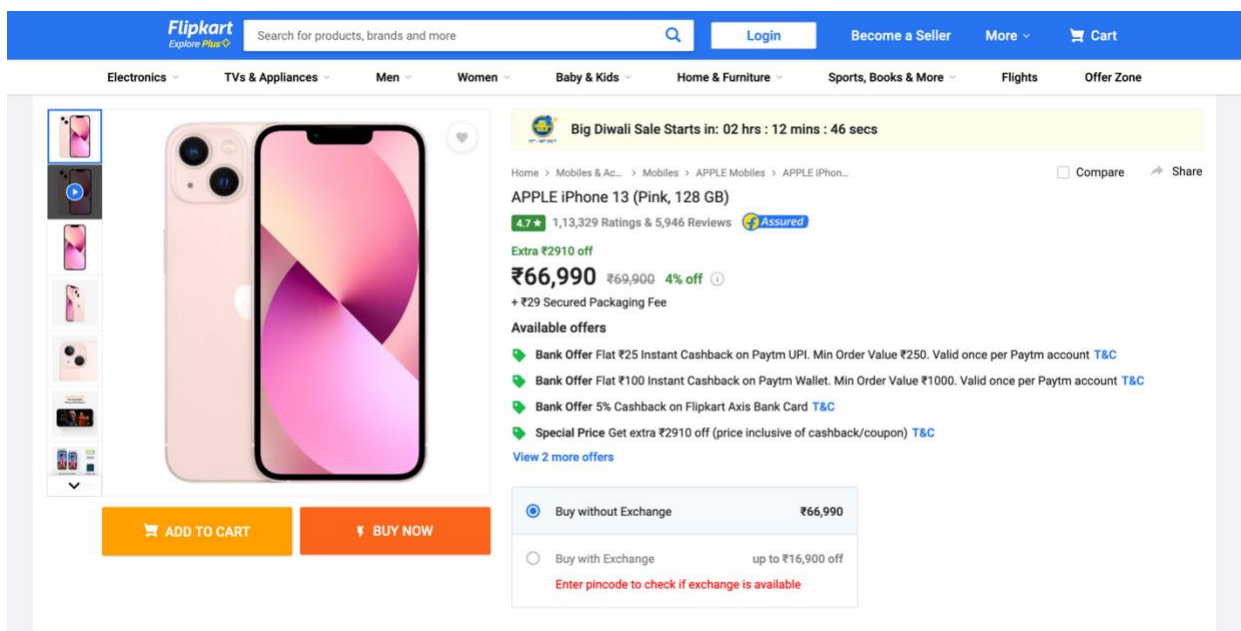 Flipkart
Explore Plus
Search for products, brands and more
Login
Become a Seller
More
Cart
Electronics
TVs & Appliances
Men
Women
Baby & Kids
Home & Furniture
Sports, Books & More
Flights
Offer Zone
Big Diwali Sale Starts in: 02 hrs : 12 mins : 46 secs
Home > Mobiles & Ac... > Mobiles > APPLE Mobiles > APPLE iPhon...
Compare
Share
APPLE iPhone 13 (Pink, 128 GB)
4.7★ 1,13,329 Ratings & 5,946 Reviews Assured
Extra ₹2910 off
₹66,990 ₹69,900 4% off
+ ₹29 Secured Packaging Fee
Available offers
Bank Offer Flat ₹25 Instant Cashback on Paytm UPI. Min Order Value ₹250. Valid once per Paytm account T&C
Bank Offer Flat ₹100 Instant Cashback on Paytm Wallet. Min Order Value ₹1000. Valid once per Paytm account T&C
Bank Offer 5% Cashback on Flipkart Axis Bank Card T&C
Special Price Get extra ₹2910 off (price inclusive of cashback/coupon) T&C
View 2 more offers
Buy without Exchange ₹66,990
Buy with Exchange up to ₹16,900 off
Enter pincode to check if exchange is available
ADD TO CART
BUY NOW